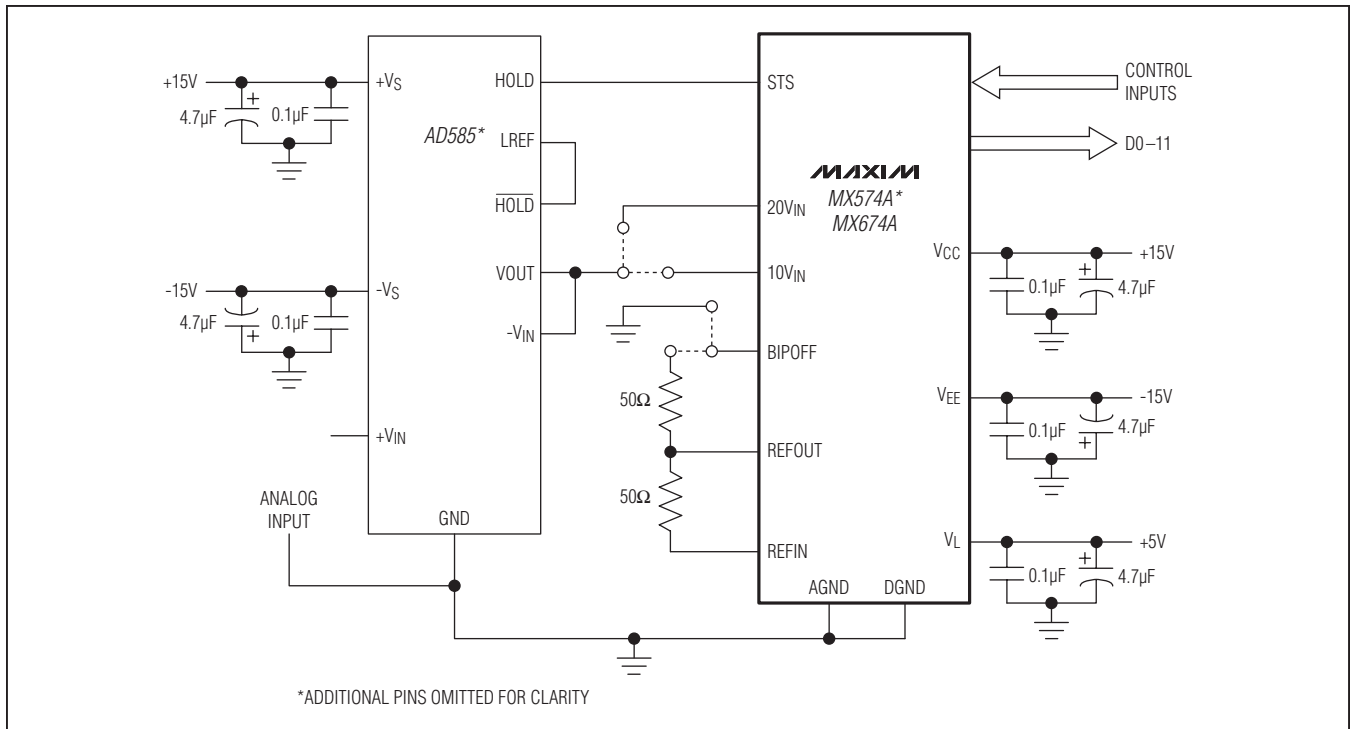 +15V
4.7µF
+
0.1µF
+VS
HOLD
AD585*
LREF
HOLD
VOUT
-VIN
-15V
4.7µF
+
0.1µF
-VS
+VIN
ANALOG
INPUT
GND
STS
MAXIM
MX574A*
MX674A
20VIN
10VIN
BIPOFF
50Ω
REFOUT
50Ω
REFIN
AGND
DGND
CONTROL
INPUTS
D0–11
VCC
+15V
0.1µF
+
4.7µF
VEE
-15V
0.1µF
+
4.7µF
VL
+5V
0.1µF
+
4.7µF
*ADDITIONAL PINS OMITTED FOR CLARITY